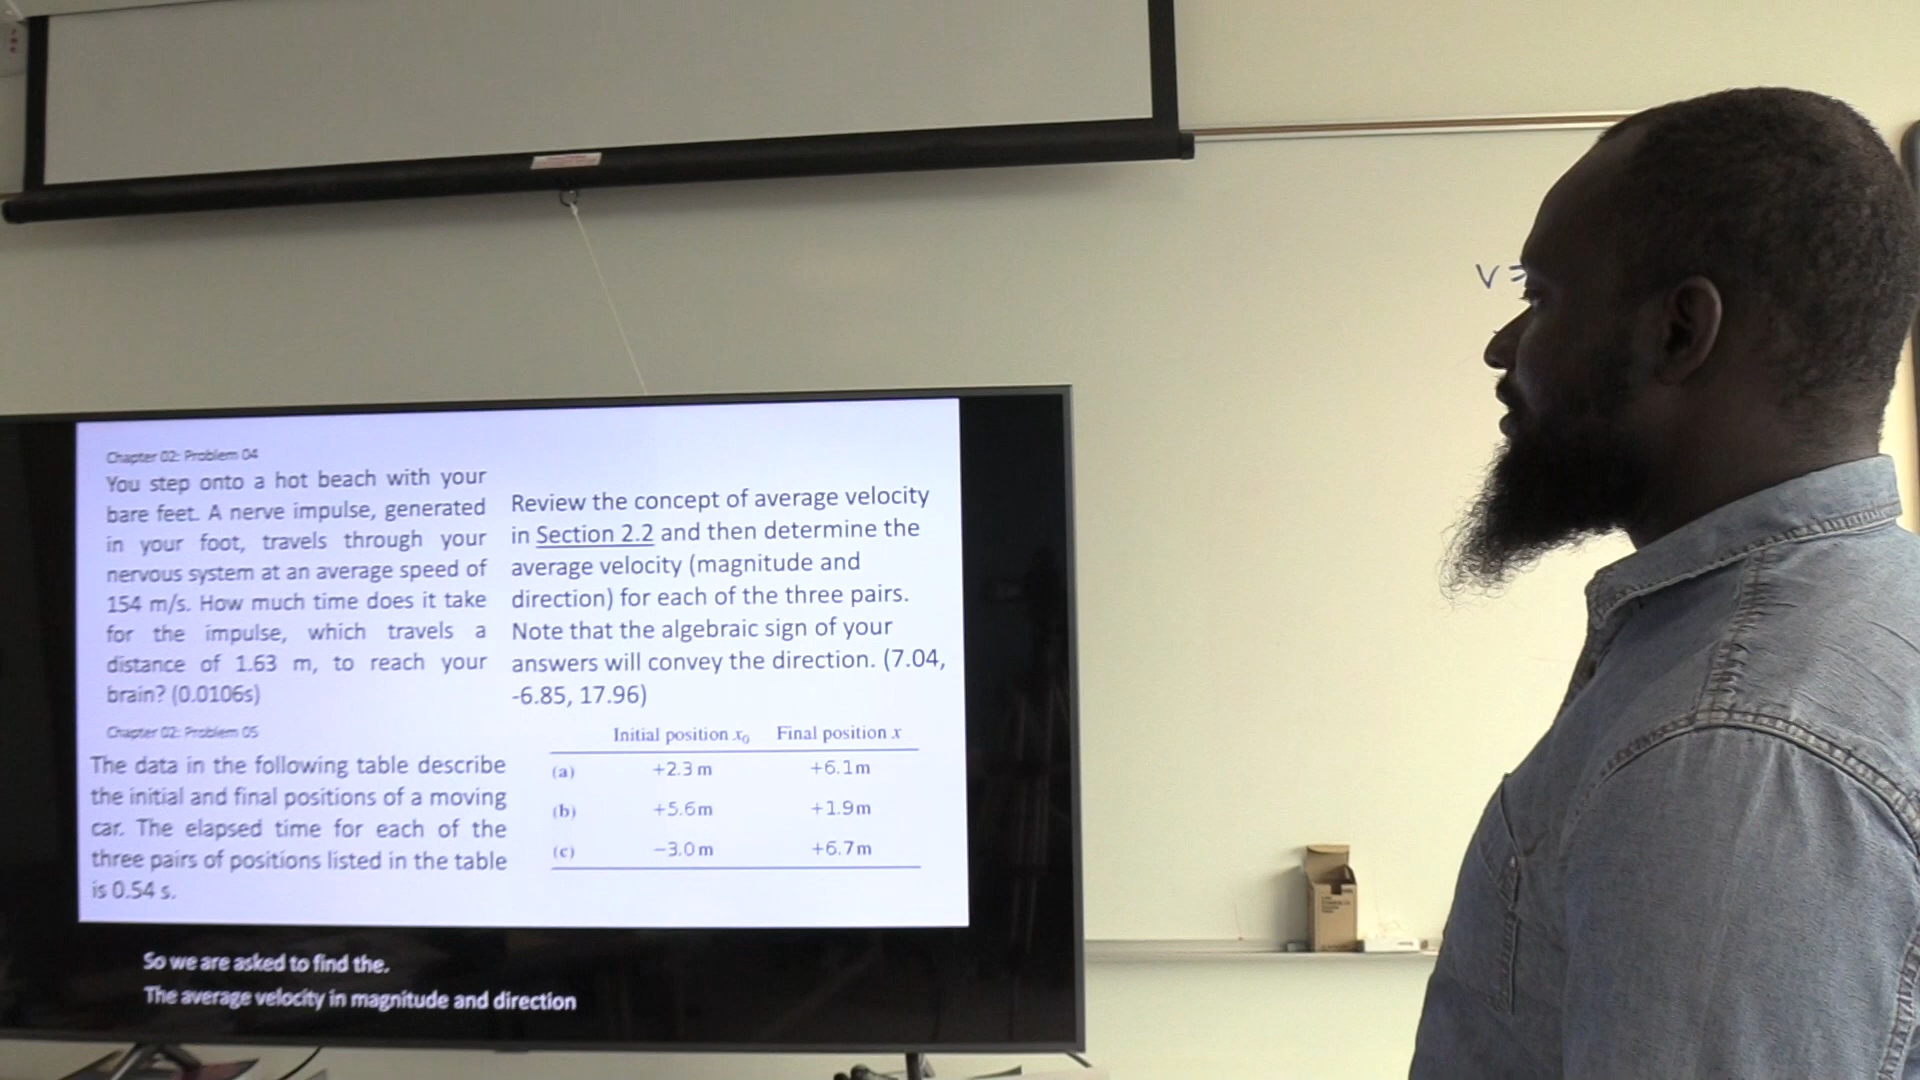 v =
Chapter 02: Problem 04
You step onto a hot beach with your
bare feet. A nerve impulse, generated
in your foot, travels through your
nervous system at an average speed of
154 m/s. How much time does it take
for the impulse, which travels a
distance of 1.63 m, to reach your
brain? (0.0106s)
Chapter 02: Problem 05
The data in the following table describe
the initial and final positions of a moving
car. The elapsed time for each of the
three pairs of positions listed in the table
is 0.54 s.
Review the concept of average velocity
in Section 2.2 and then determine the
average velocity (magnitude and
direction) for each of the three pairs.
Note that the algebraic sign of your
answers will convey the direction. (7.04,
-6.85, 17.96)
Initial position x₀ Final position x
(a) +2.3 m +6.1m
(b) +5.6m +1.9m
(c) −3.0 m +6.7m
So we are asked to find the.
The average velocity in magnitude and direction